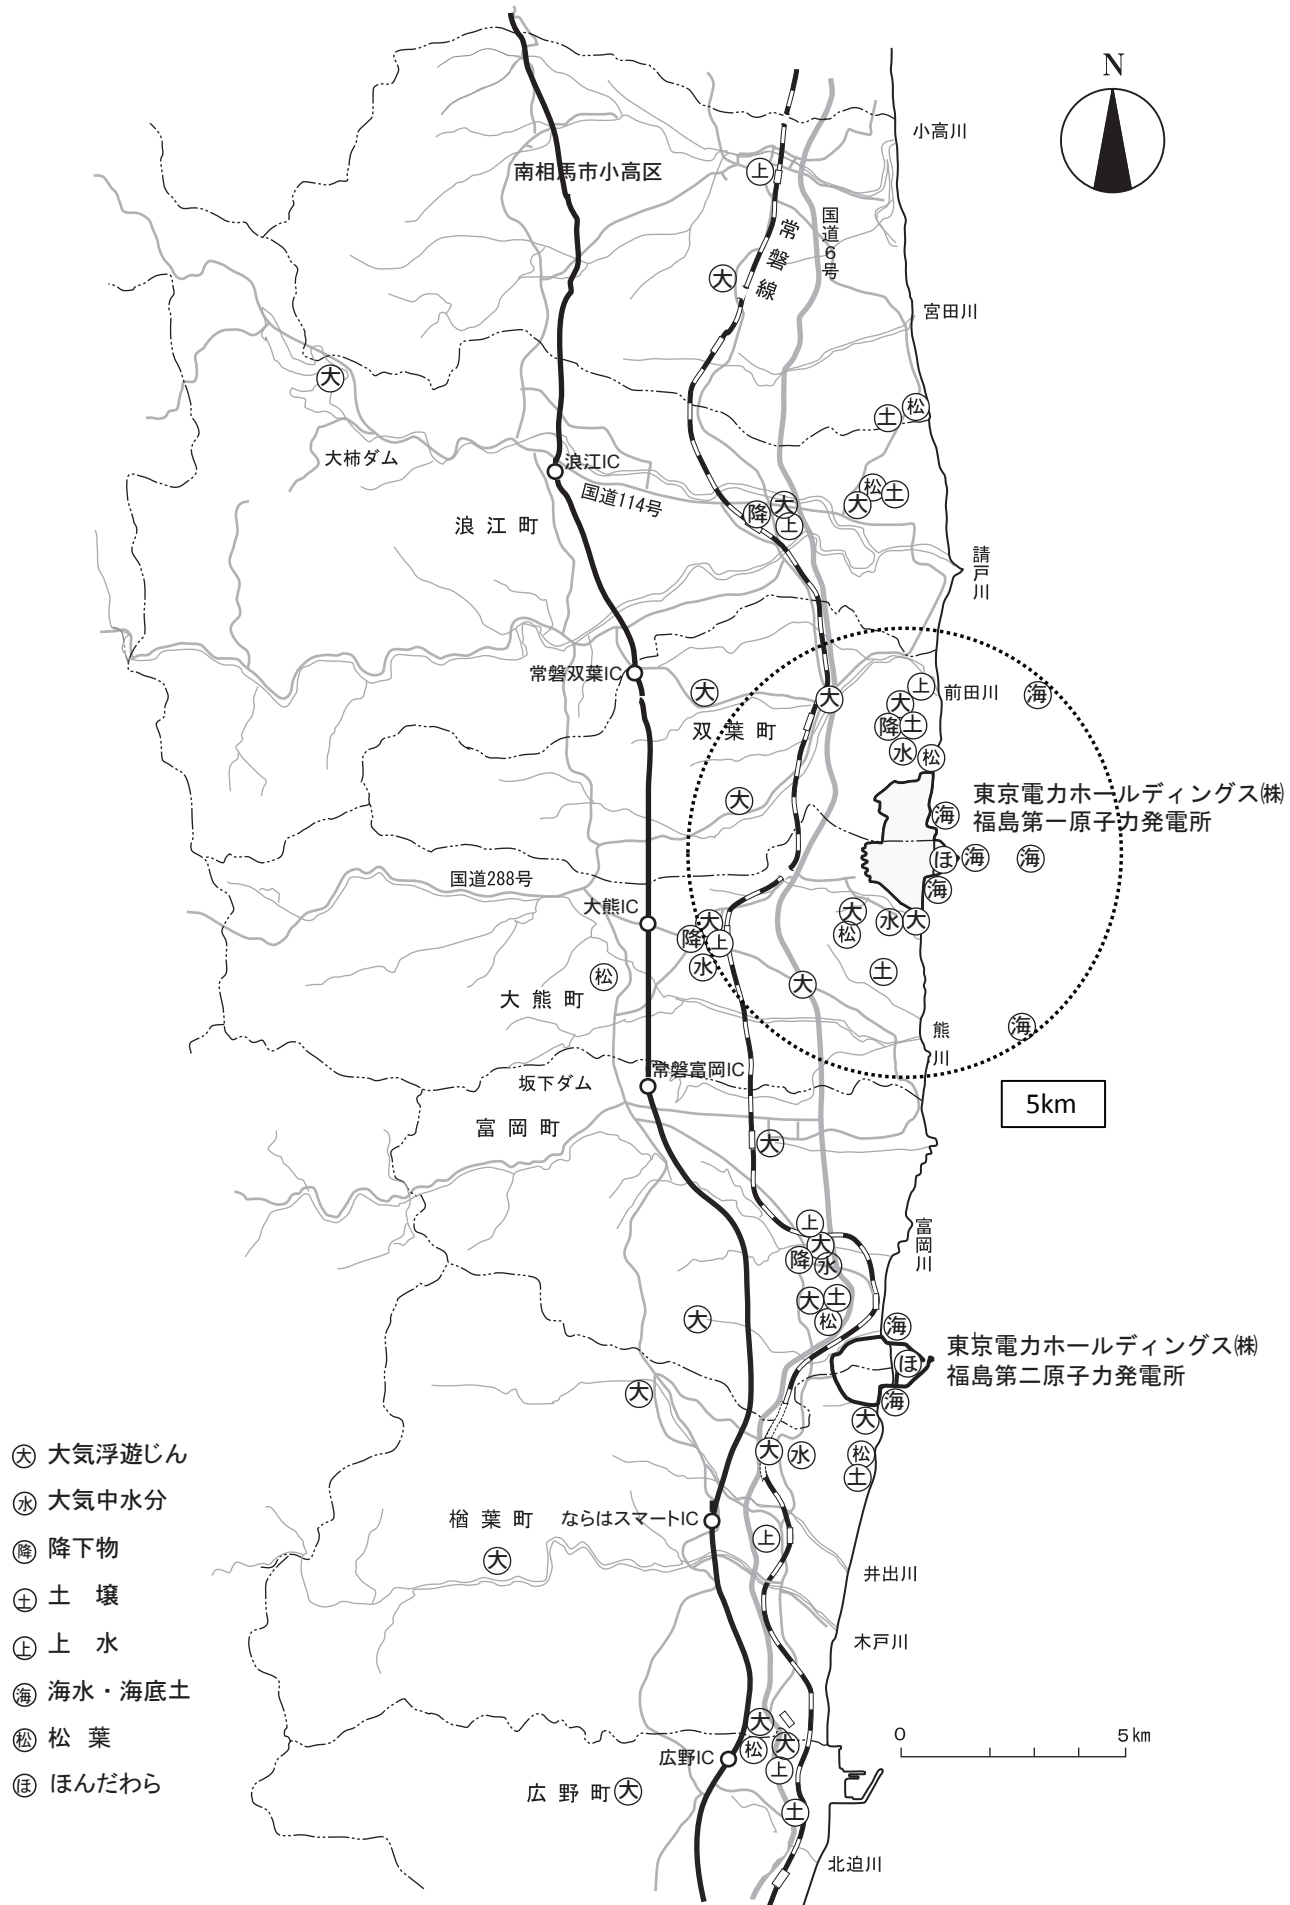 N
小高川
南相馬市小高区
上
国道6号
常磐線
大
宮田川
大
松
土
大柿ダム
浪江IC
国道114号
松
土
大
大
降
上
浪江町
請戸川
常磐双葉IC
大
大
上
前田川
海
大
双葉町
降
土
水
松
大
東京電力ホールディングス㈱
福島第一原子力発電所
海
ほ
海
海
海
国道288号
大熊IC
大
降
上
水
大
水
大
松
松
土
大
大熊町
海
熊川
坂下ダム
常磐富岡IC
5km
富岡町
大
上
大
降
水
富岡川
大
土
松
大
海
東京電力ホールディングス㈱
福島第二原子力発電所
ほ
海
大
大
大
水
松
土
大 大気浮遊じん
水 大気中水分
降 降下物
土 土　壌
上 上　水
海 海水・海底土
松 松　葉
ほ ほんだわら
楢葉町
ならはスマートIC
上
大
井出川
木戸川
大
大
松
上
広野IC
広野町
大
土
0
5km
北迫川